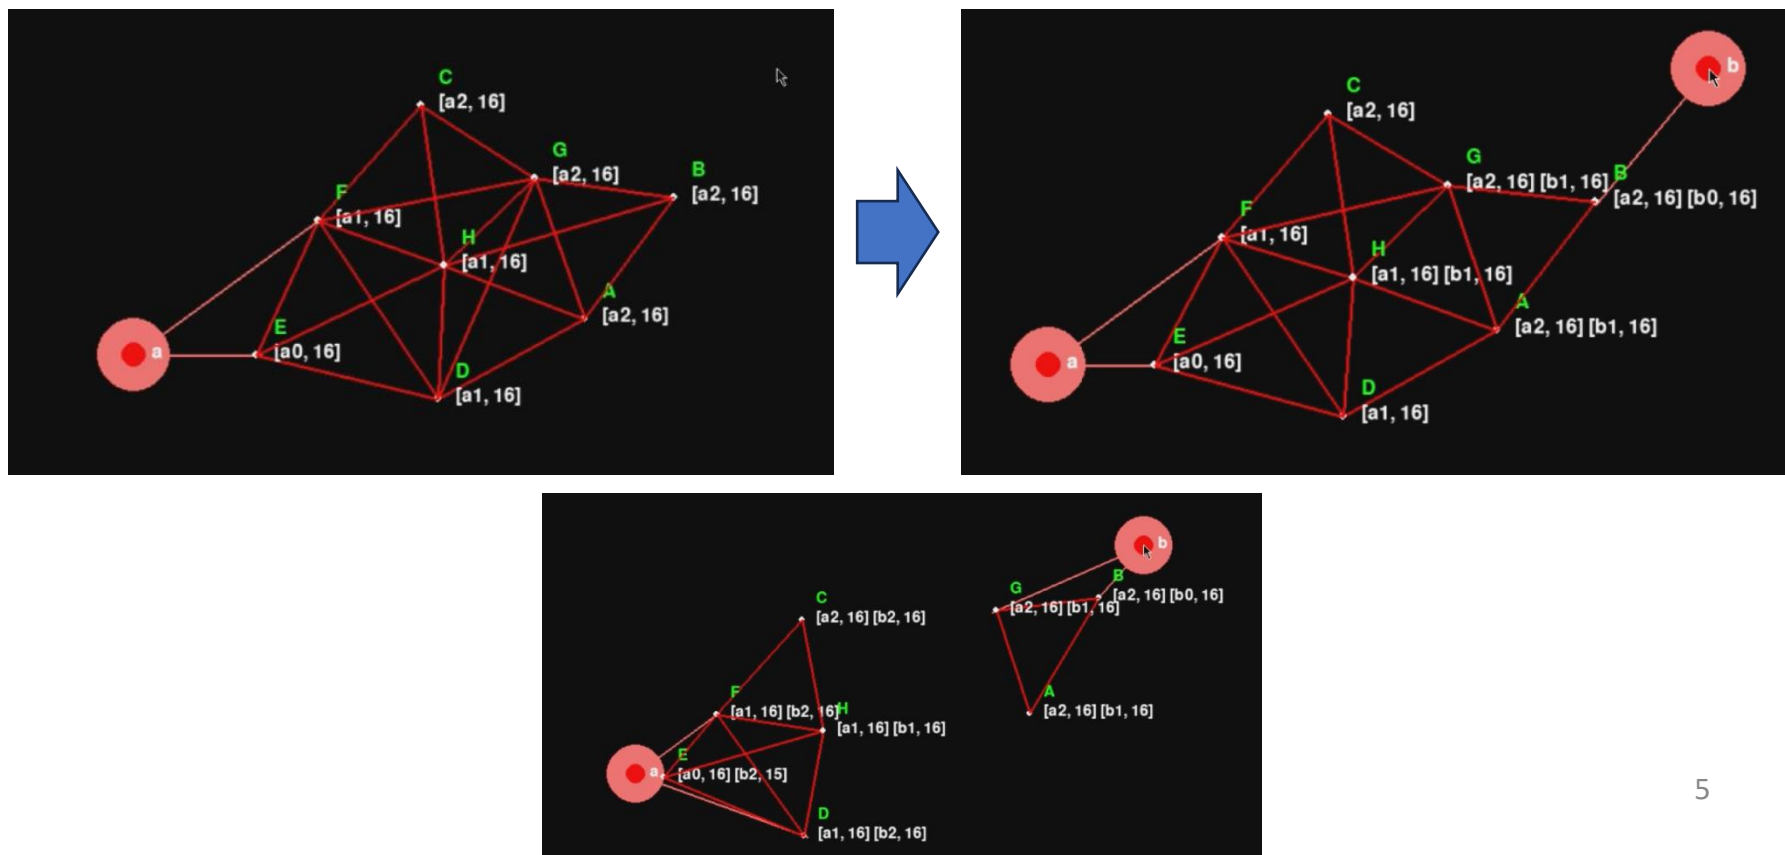 C
[a2, 16]
G
[a2, 16]
B
[a2, 16]
F
[a1, 16]
H
[a1, 16]
A
[a2, 16]
E
[a0, 16]
a
D
[a1, 16]
b
C
[a2, 16]
G
[a2, 16] [b1, 16]
B
[a2, 16] [b0, 16]
F
[a1, 16]
H
[a1, 16] [b1, 16]
A
[a2, 16] [b1, 16]
E
[a0, 16]
a
D
[a1, 16]
b
B
[a2, 16] [b0, 16]
G
[a2, 16] [b1, 16]
C
[a2, 16] [b2, 16]
F
[a1, 16] [b2, 16]
H
[a1, 16] [b1, 16]
A
[a2, 16] [b1, 16]
E
a
[a0, 16] [b2, 15]
D
[a1, 16] [b2, 16]
5